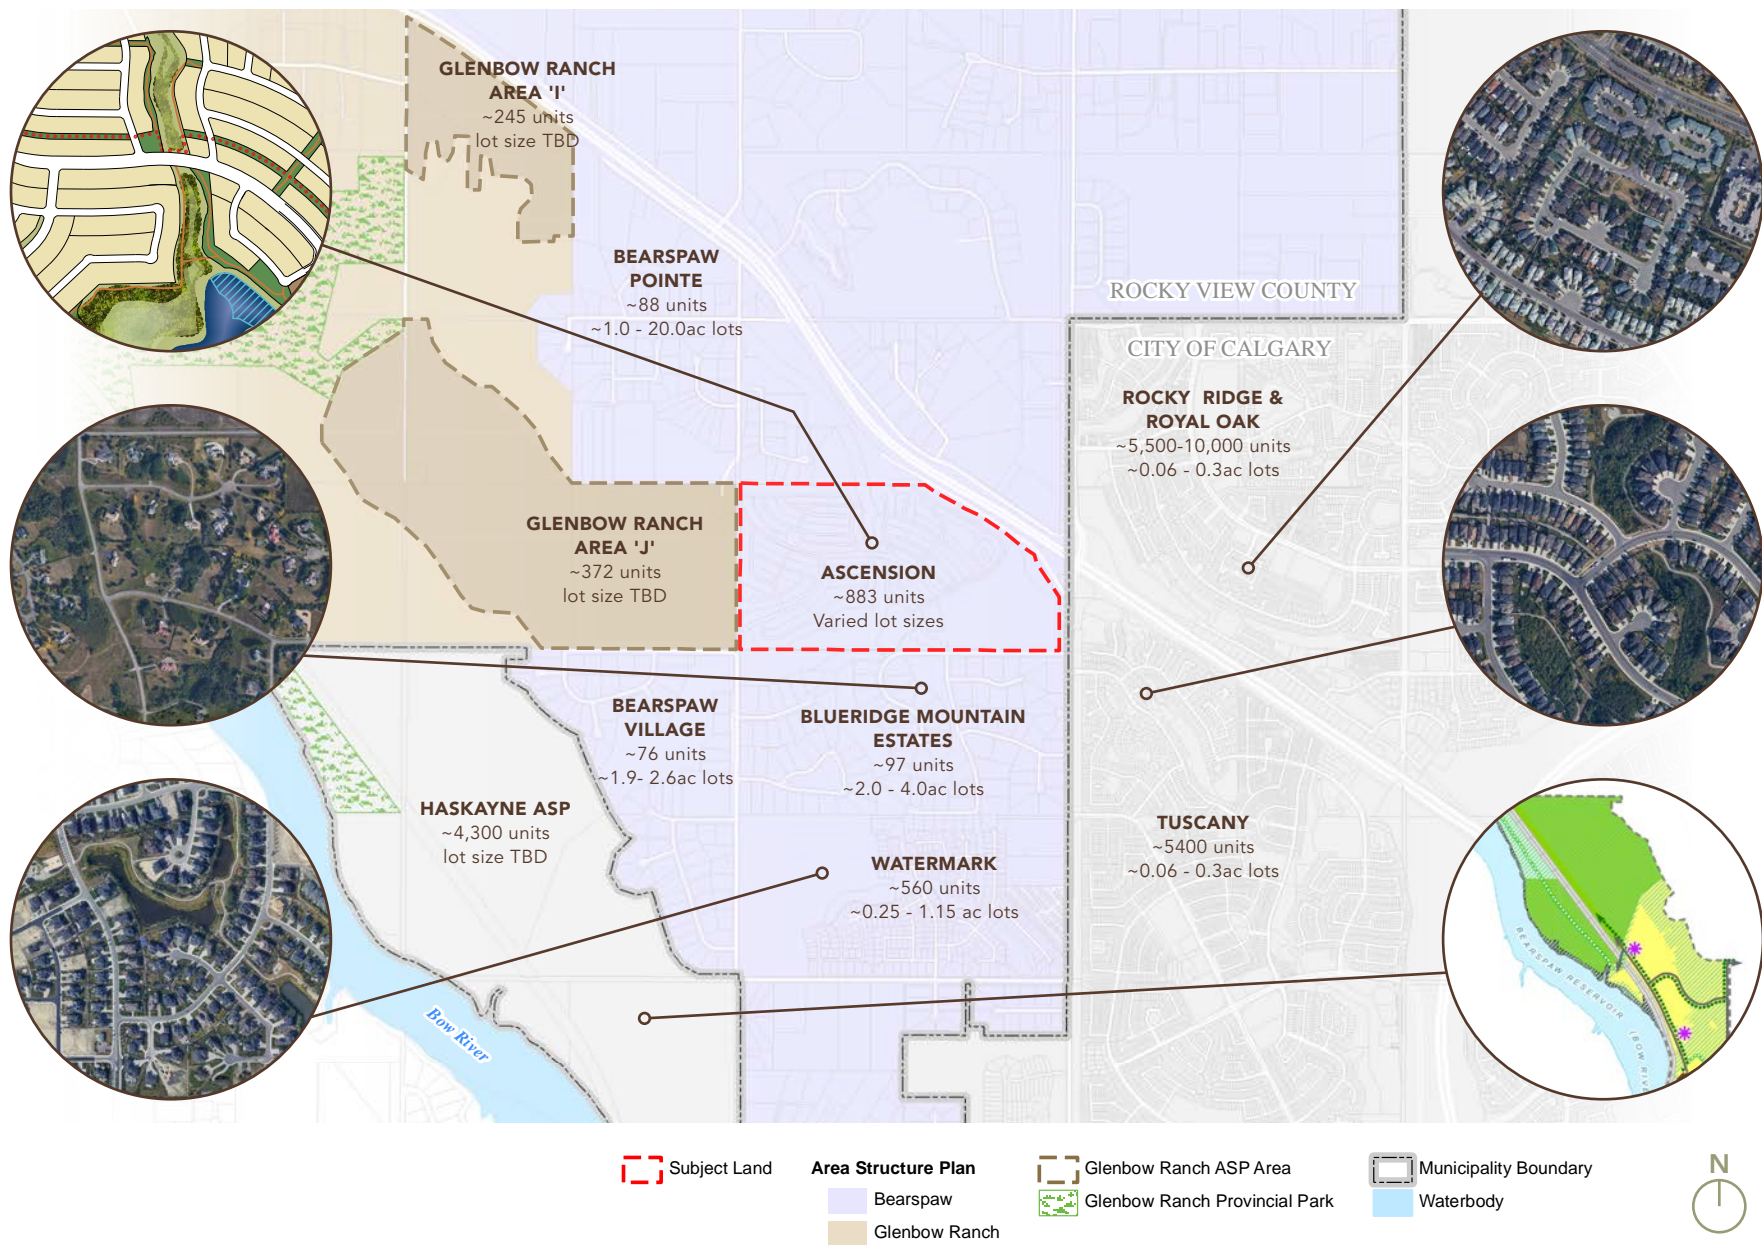 GLENBOW RANCH
AREA 'I'
~245 units
lot size TBD
BEARSPAW
POINTE
~88 units
~1.0 - 20.0ac lots
ROCKY VIEW COUNTY
CITY OF CALGARY
ROCKY RIDGE &
ROYAL OAK
~5,500-10,000 units
~0.06 - 0.3ac lots
GLENBOW RANCH
AREA 'J'
~372 units
lot size TBD
ASCENSION
~883 units
Varied lot sizes
BEARSPAW
VILLAGE
~76 units
~1.9- 2.6ac lots
BLUERIDGE MOUNTAIN
ESTATES
~97 units
~2.0 - 4.0ac lots
HASKAYNE ASP
~4,300 units
lot size TBD
TUSCANY
~5400 units
~0.06 - 0.3ac lots
WATERMARK
~560 units
~0.25 - 1.15 ac lots
Bow River
BEARSPAW RESERVOIR (BOW RIV
Subject Land
Area Structure Plan
Bearspaw
Glenbow Ranch
Glenbow Ranch ASP Area
Glenbow Ranch Provincial Park
Municipality Boundary
Waterbody
N